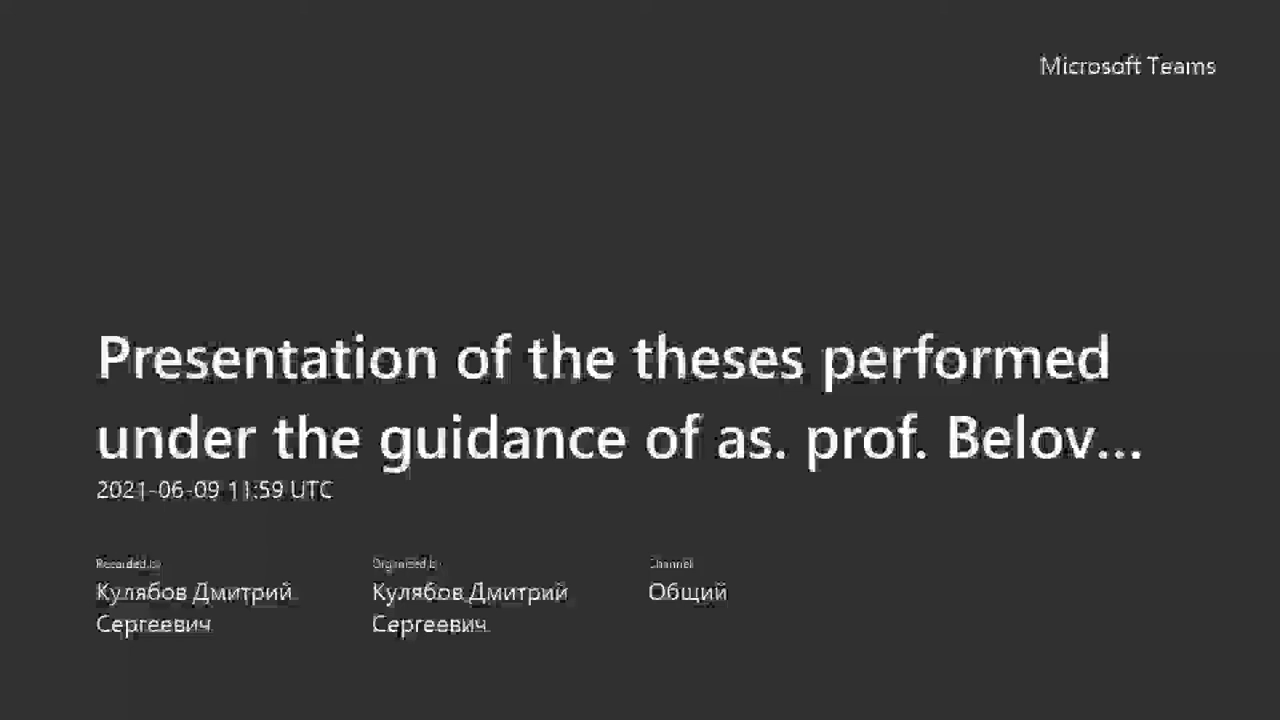 Microsoft Teams
Presentation of the theses performed
under the guidance of as. prof. Belov...
2021-06-09 11:59 UTC
Recorded by
Organized by
Channel
Кулябов Дмитрий
Сергеевич
Кулябов Дмитрий
Сергеевич
Общий